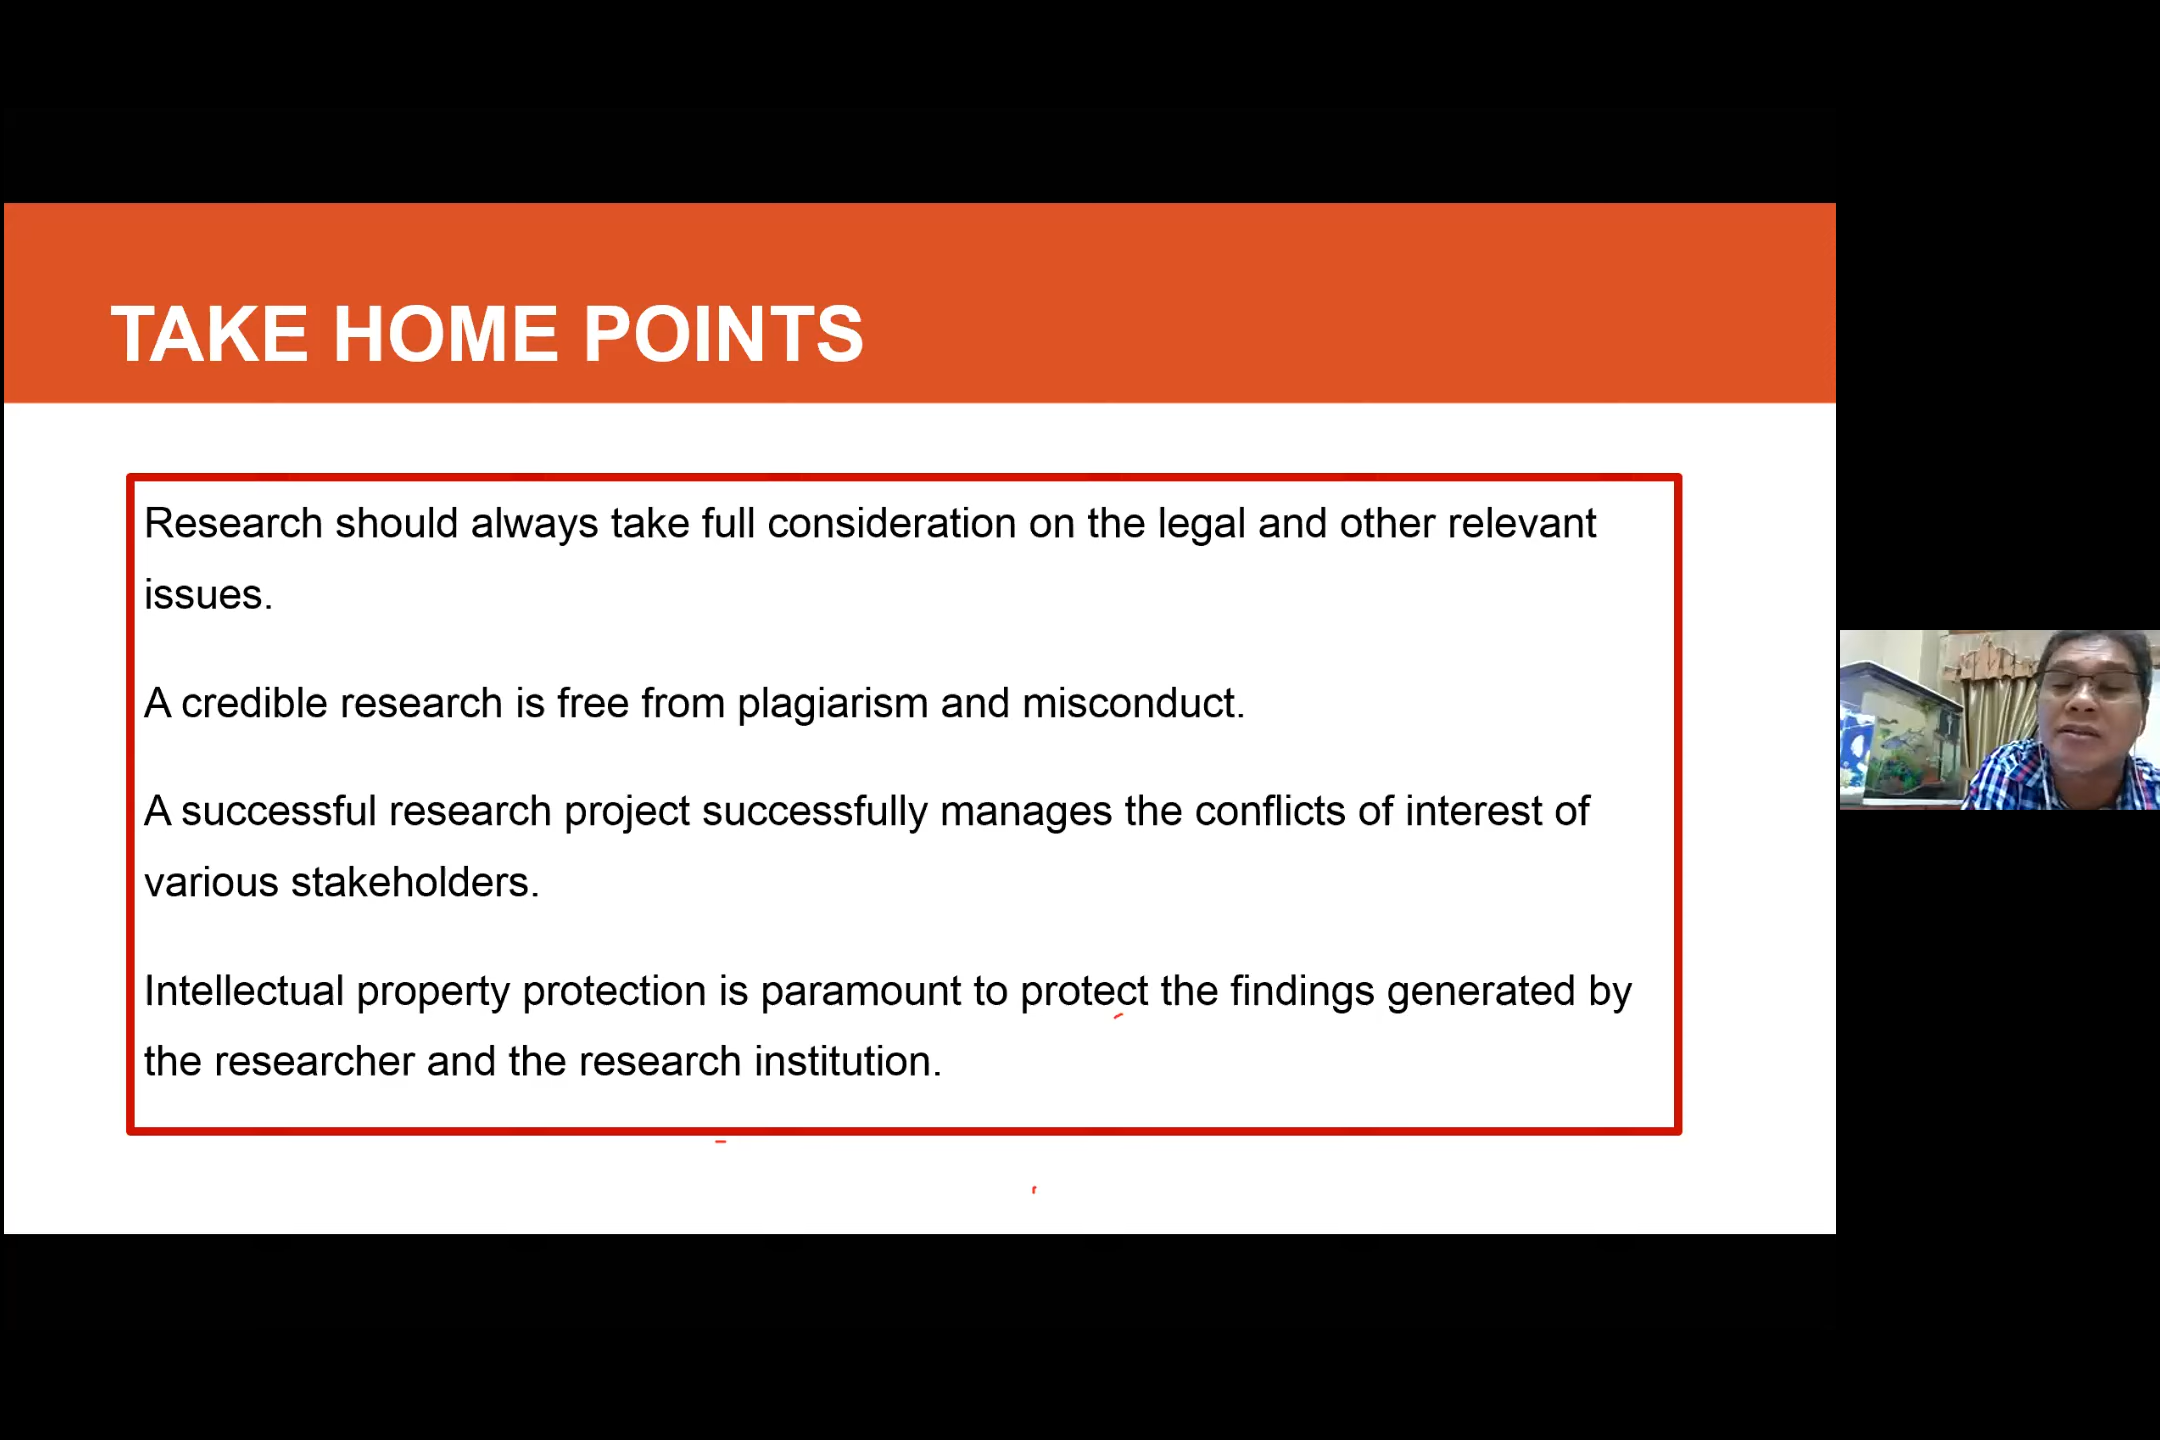 TAKE HOME POINTS
Research should always take full consideration on the legal and other relevant
issues.
A credible research is free from plagiarism and misconduct.
A successful research project successfully manages the conflicts of interest of
various stakeholders.
Intellectual property protection is paramount to protect the findings generated by
the researcher and the research institution.